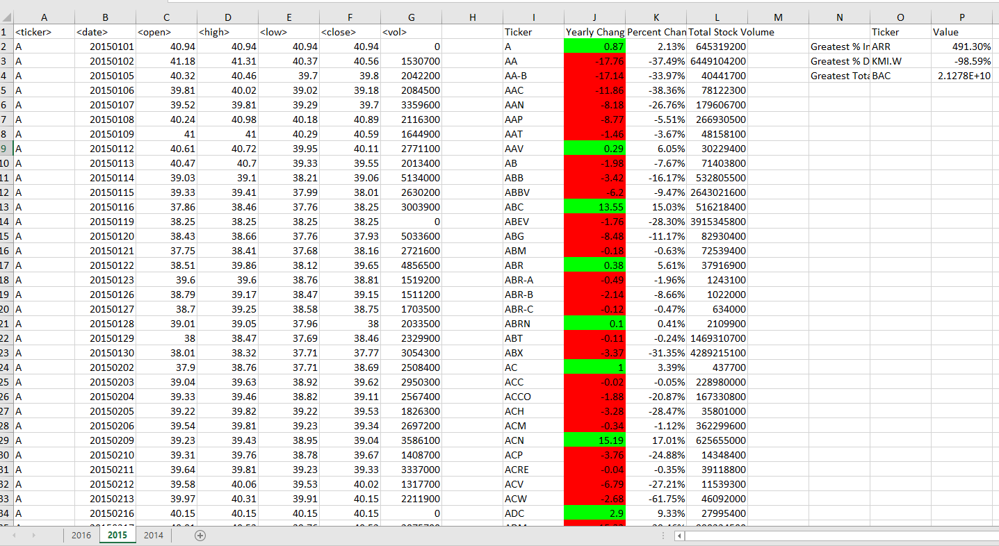 A B C D E F G H I J K L M N O P
1 <ticker> <date> <open> <high> <low> <close> <vol> Ticker Yearly Chang Percent Chan Total Stock Volume Ticker Value
2 A 20150101 40.94 40.94 40.94 40.94 0 A 0.87 2.13% 645319200 Greatest % In ARR 491.30%
3 A 20150102 41.18 41.31 40.37 40.56 1530700 AA -17.76 -37.49% 6449104200 Greatest % D KMI.W -98.59%
4 A 20150105 40.32 40.46 39.7 39.8 2042200 AA-B -17.14 -33.97% 40441700 Greatest Tota BAC 2.1278E+10
5 A 20150106 39.81 40.02 39.02 39.18 2084500 AAC -11.86 -38.36% 78122300
6 A 20150107 39.52 39.81 39.29 39.7 3359600 AAN -8.18 -26.76% 179606700
7 A 20150108 40.24 40.98 40.18 40.89 2116300 AAP -8.77 -5.51% 266930500
8 A 20150109 41 41 40.29 40.59 1644900 AAT -1.46 -3.67% 48158100
9 A 20150112 40.61 40.72 39.95 40.11 2771100 AAV 0.29 6.05% 30229400
10 A 20150113 40.47 40.7 39.33 39.55 2013400 AB -1.98 -7.67% 71403800
11 A 20150114 39.03 39.1 38.21 39.06 5134000 ABB -3.42 -16.17% 532805500
12 A 20150115 39.33 39.41 37.99 38.01 2630200 ABBV -6.2 -9.47% 2643021600
13 A 20150116 37.86 38.46 37.76 38.25 3003900 ABC 13.55 15.03% 516218400
14 A 20150119 38.25 38.25 38.25 38.25 0 ABEV -1.76 -28.30% 3915345800
15 A 20150120 38.43 38.66 37.76 37.93 5033600 ABG -8.48 -11.17% 82930400
16 A 20150121 37.75 38.41 37.68 38.16 2721600 ABM -0.18 -0.63% 72539400
17 A 20150122 38.51 39.86 38.12 39.65 4856500 ABR 0.38 5.61% 37916900
18 A 20150123 39.6 39.6 38.76 38.81 1519200 ABR-A -0.49 -1.96% 1243100
19 A 20150126 38.79 39.17 38.47 39.15 1511200 ABR-B -2.14 -8.66% 1022000
20 A 20150127 38.7 39.25 38.58 38.75 1703500 ABR-C -0.12 -0.47% 634000
21 A 20150128 39.01 39.05 37.96 38 2033500 ABRN 0.1 0.41% 2109900
22 A 20150129 38 38.47 37.69 38.46 2329900 ABT -0.11 -0.24% 1469310700
23 A 20150130 38.01 38.32 37.71 37.77 3054300 ABX -3.37 -31.35% 4289215100
24 A 20150202 37.9 38.76 37.71 38.69 2508400 AC 1 3.39% 437700
25 A 20150203 39.04 39.63 38.92 39.62 2950300 ACC -0.02 -0.05% 228980000
26 A 20150204 39.33 39.46 38.82 39.11 2567400 ACCO -1.88 -20.87% 167330800
27 A 20150205 39.22 39.82 39.22 39.53 1826300 ACH -3.28 -28.47% 35801000
28 A 20150206 39.54 39.81 39.23 39.34 2697200 ACM -0.34 -1.12% 362299600
29 A 20150209 39.23 39.43 38.95 39.04 3586100 ACN 15.19 17.01% 625655000
30 A 20150210 39.31 39.76 38.78 39.67 1408700 ACP -3.76 -24.88% 14348400
31 A 20150211 39.64 39.81 39.23 39.33 3337000 ACRE -0.04 -0.35% 39118800
32 A 20150212 39.58 40.06 39.53 40.02 1317700 ACV -6.79 -27.21% 11539300
33 A 20150213 39.97 40.31 39.91 40.15 2211900 ACW -2.68 -61.75% 46092000
34 A 20150216 40.15 40.15 40.15 40.15 0 ADC 2.9 9.33% 27995400
2016 2015 2014